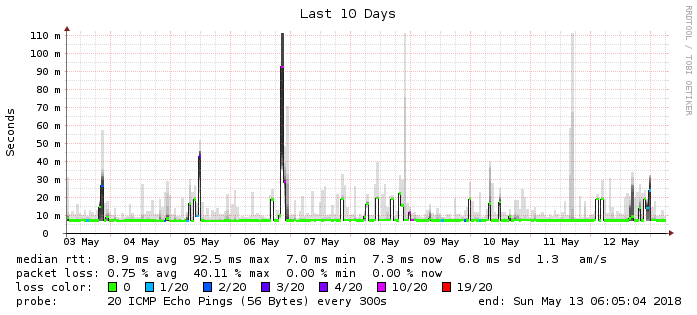 Last 10 Days
RRDTOOL / TOBI OETIKER
Seconds
110 m
100 m
90 m
80 m
70 m
60 m
50 m
40 m
30 m
20 m
10 m
0
03 May 04 May 05 May 06 May 07 May 08 May 09 May 10 May 11 May 12 May
median rtt: 8.9 ms avg 92.5 ms max 7.0 ms min 7.3 ms now 6.8 ms sd 1.3 am/s
packet loss: 0.75 % avg 40.11 % max 0.00 % min 0.00 % now
loss color: 0 1/20 2/20 3/20 4/20 10/20 19/20
probe: 20 ICMP Echo Pings (56 Bytes) every 300s end: Sun May 13 06:05:04 2018